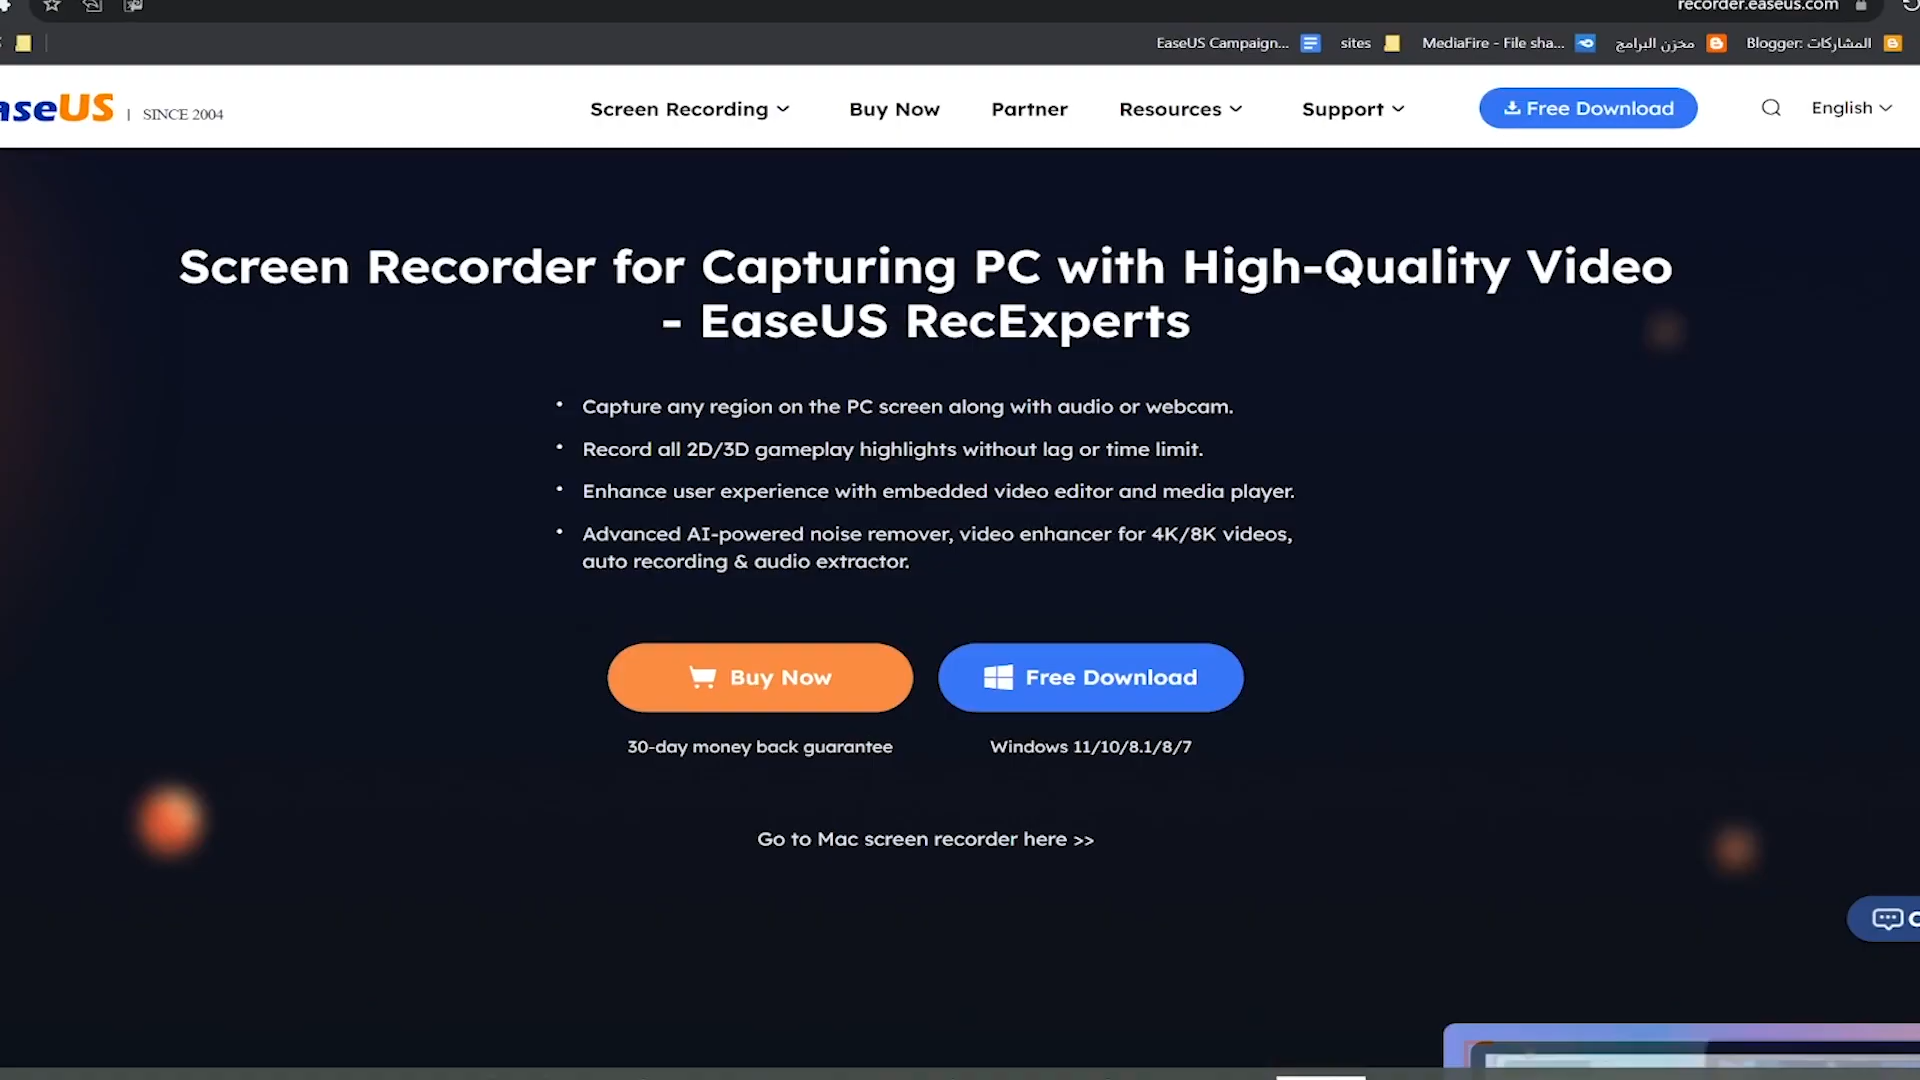 recorder.easeus.com
EaseUS Campaign...
sites
MediaFire - File sha...
مخزن البرامج
Blogger: المشاركات
aseUS | SINCE 2004
Screen Recording
Buy Now
Partner
Resources
Support
Free Download
English
Screen Recorder for Capturing PC with High-Quality Video
- EaseUS RecExperts
• Capture any region on the PC screen along with audio or webcam.
• Record all 2D/3D gameplay highlights without lag or time limit.
• Enhance user experience with embedded video editor and media player.
• Advanced AI-powered noise remover, video enhancer for 4K/8K videos,
auto recording & audio extractor.
Buy Now
Free Download
30-day money back guarantee
Windows 11/10/8.1/8/7
Go to Mac screen recorder here >>